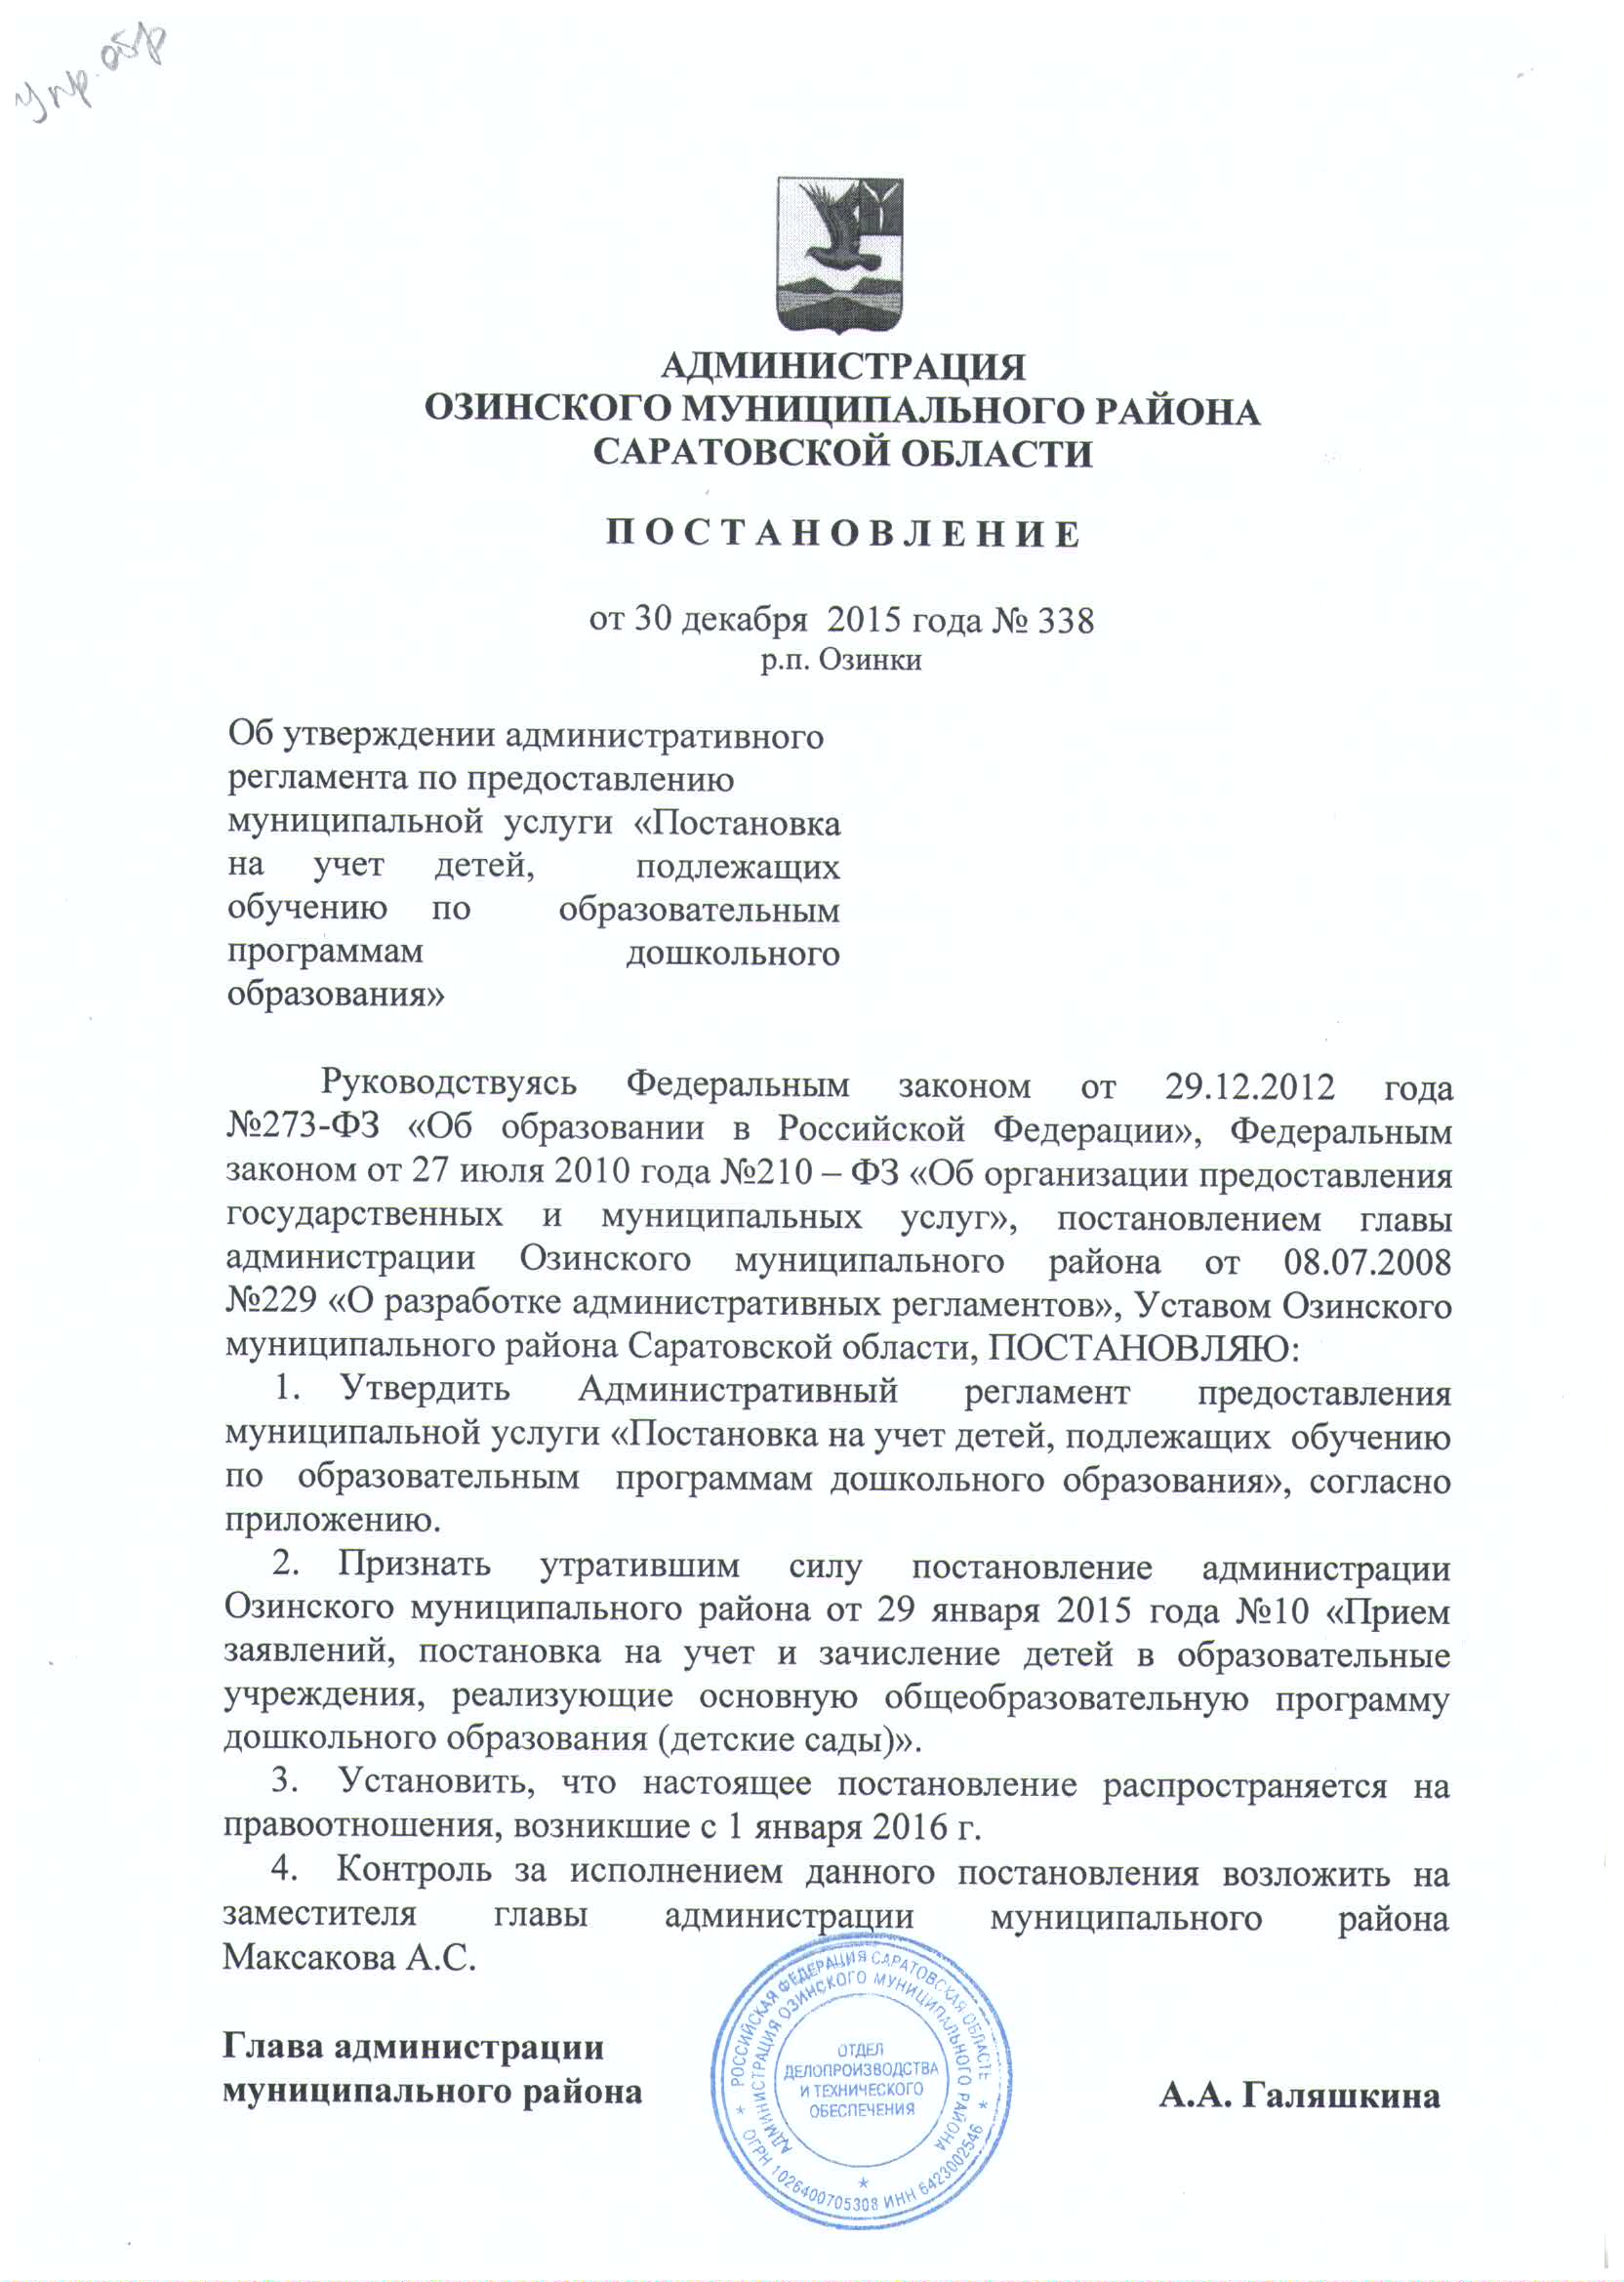 Упр. обр
АДМИНИСТРАЦИЯ
ОЗИНСКОГО МУНИЦИПАЛЬНОГО РАЙОНА
САРАТОВСКОЙ ОБЛАСТИ
П О С Т А Н О В Л Е Н И Е
от 30 декабря 2015 года № 338
р.п. Озинки
Об утверждении административного
регламента по предоставлению
муниципальной услуги «Постановка
на учет детей, подлежащих
обучению по образовательным
программам дошкольного
образования»
Руководствуясь Федеральным законом от 29.12.2012 года
№273-ФЗ «Об образовании в Российской Федерации», Федеральным
законом от 27 июля 2010 года №210 – ФЗ «Об организации предоставления
государственных и муниципальных услуг», постановлением главы
администрации Озинского муниципального района от 08.07.2008
№229 «О разработке административных регламентов», Уставом Озинского
муниципального района Саратовской области, ПОСТАНОВЛЯЮ:
1. Утвердить Административный регламент предоставления
муниципальной услуги «Постановка на учет детей, подлежащих обучению
по образовательным программам дошкольного образования», согласно
приложению.
2. Признать утратившим силу постановление администрации
Озинского муниципального района от 29 января 2015 года №10 «Прием
заявлений, постановка на учет и зачисление детей в образовательные
учреждения, реализующие основную общеобразовательную программу
дошкольного образования (детские сады)».
3. Установить, что настоящее постановление распространяется на
правоотношения, возникшие с 1 января 2016 г.
4. Контроль за исполнением данного постановления возложить на
заместителя главы администрации муниципального района
Максакова А.С.
Глава администрации
муниципального района
А.А. Галяшкина
РОССИЙСКАЯ ФЕДЕРАЦИЯ САРАТОВСКАЯ ОБЛАСТЬ
АДМИНИСТРАЦИЯ ОЗИНСКОГО МУНИЦИПАЛЬНОГО РАЙОНА
ОТДЕЛ
ДЕЛОПРОИЗВОДСТВА
И ТЕХНИЧЕСКОГО
ОБЕСПЕЧЕНИЯ
ОГРН 1026400705308 ИНН 6423002546